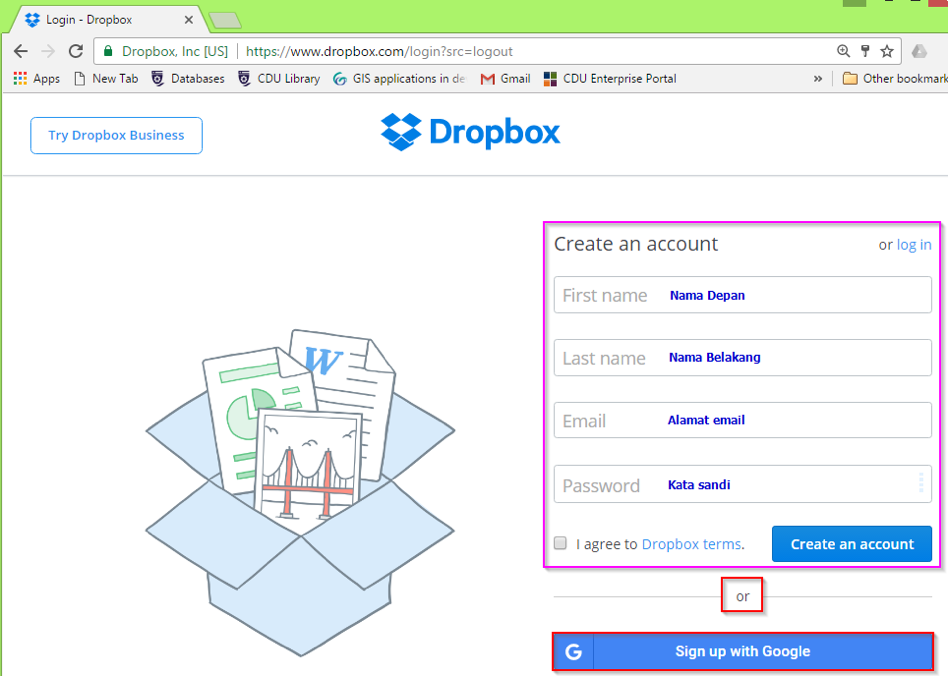 Login - Dropbox
Dropbox, Inc [US] https://www.dropbox.com/login?src=logout
Apps New Tab Databases CDU Library GIS applications in de Gmail CDU Enterprise Portal » Other bookmark
Try Dropbox Business
Dropbox
Create an account or log in
First name Nama Depan
Last name Nama Belakang
Email Alamat email
Password Kata sandi
I agree to Dropbox terms. Create an account
or
G Sign up with Google
W